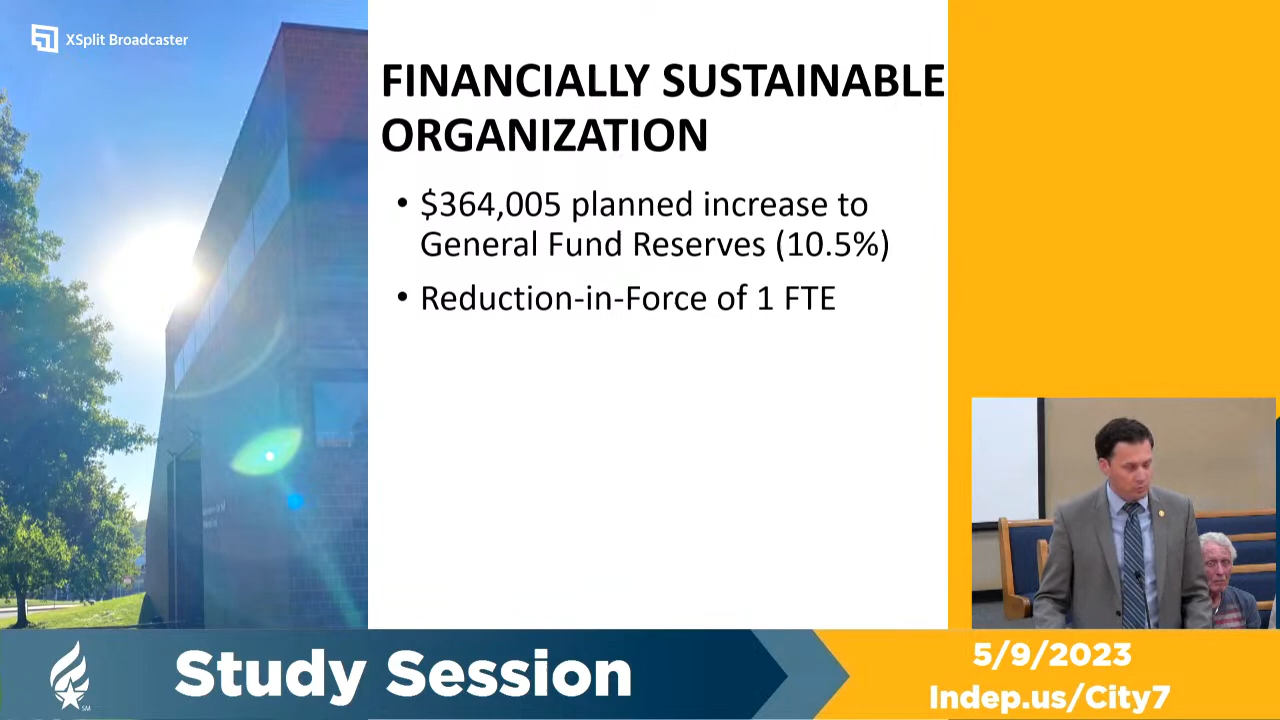 XSplit Broadcaster
FINANCIALLY SUSTAINABLE
ORGANIZATION
• $364,005 planned increase to
General Fund Reserves (10.5%)
• Reduction-in-Force of 1 FTE
Study Session
SM
5/9/2023
Indep.us/City7